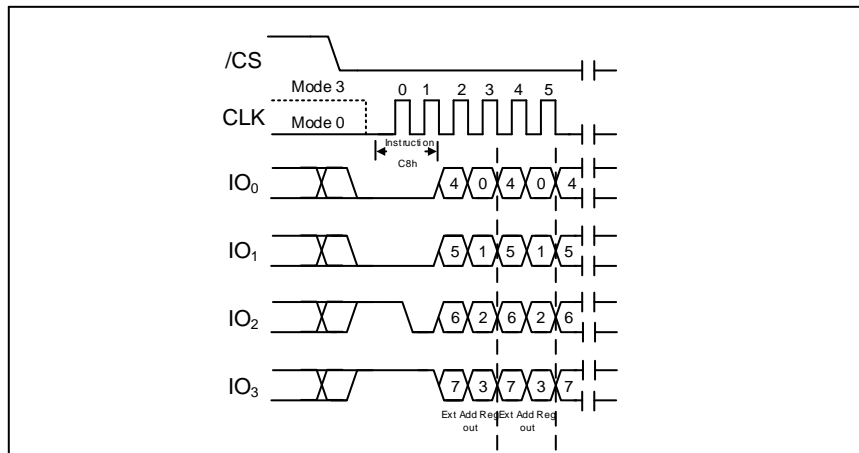 /CS
Mode 3
0 1 2 3 4 5
CLK
Mode 0
Instruction
C8h
IO0 4 0 4 0 4
IO1 5 1 5 1 5
IO2 6 2 6 2 6
IO3 7 3 7 3 7
Ext Add Reg Ext Add Reg
out out